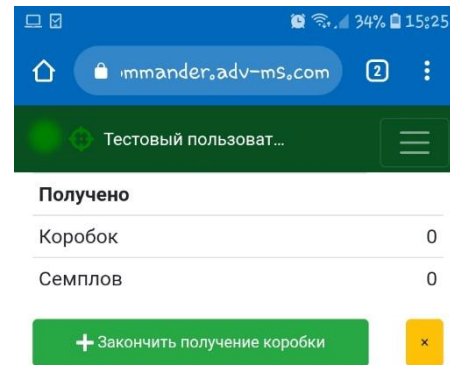 34% 15:25
mmander.adv-ms.com 2
Тестовый пользоват...
Получено
Коробок 0
Семплов 0
+ Закончить получение коробки ×